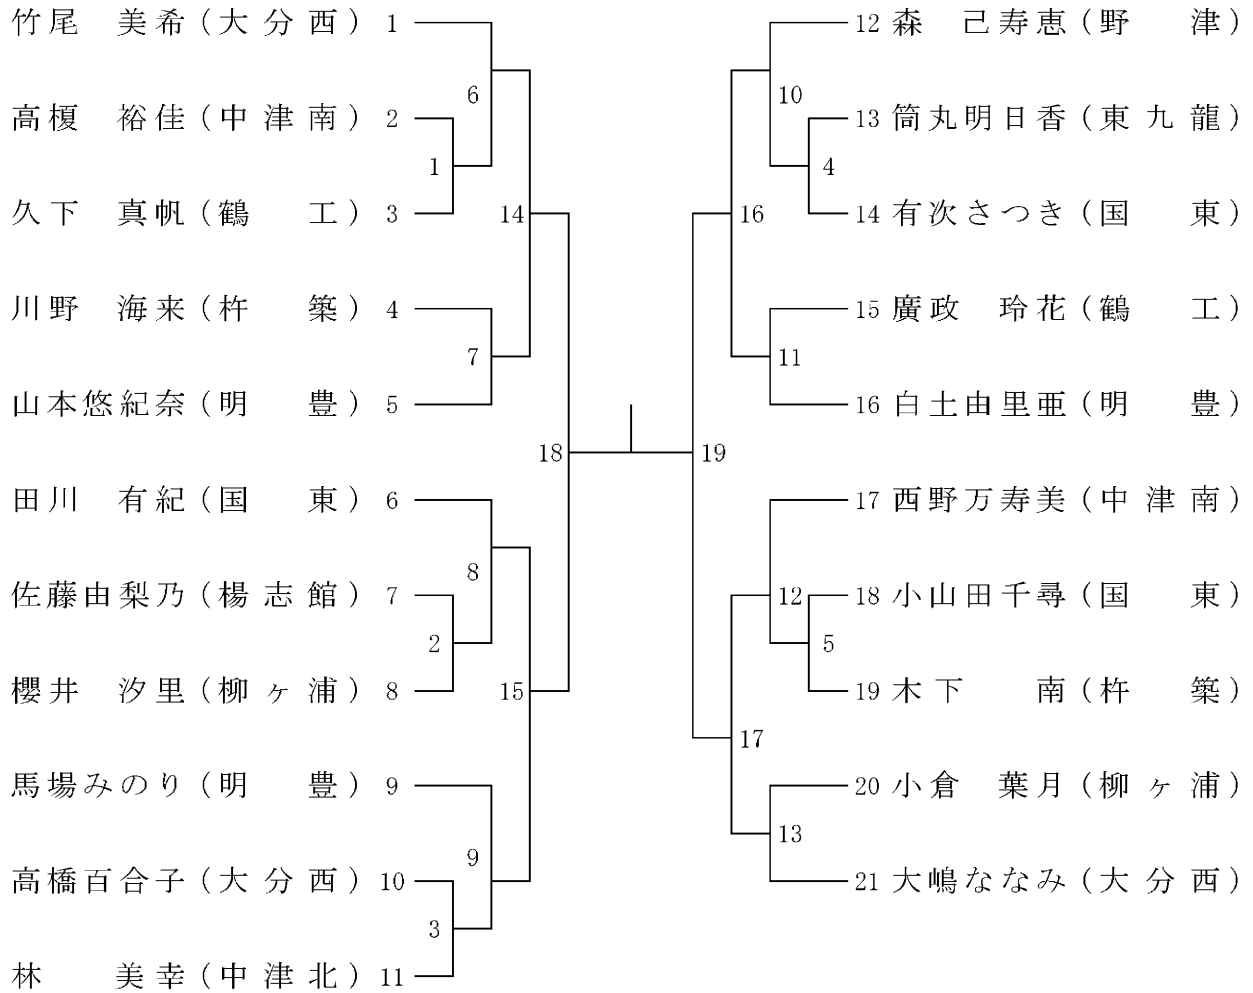 竹尾　美希（大分西）1
高榎　裕佳（中津南）2
久下　真帆（鶴　工）3
川野　海来（杵　築）4
山本悠紀奈（明　豊）5
田川　有紀（国　東）6
佐藤由梨乃（楊志館）7
櫻井　汐里（柳ヶ浦）8
馬場みのり（明　豊）9
高橋百合子（大分西）10
林　　美幸（中津北）11
6
1
14
7
18
8
2
15
9
3
10
4
16
11
19
12
5
17
13
12 森　己寿恵（野　津）
13 筒丸明日香（東九龍）
14 有次さつき（国　東）
15 廣政　玲花（鶴　工）
16 白土由里亜（明　豊）
17 西野万寿美（中津南）
18 小山田千尋（国　東）
19 木下　　南（杵　築）
20 小倉　葉月（柳ヶ浦）
21 大嶋ななみ（大分西）